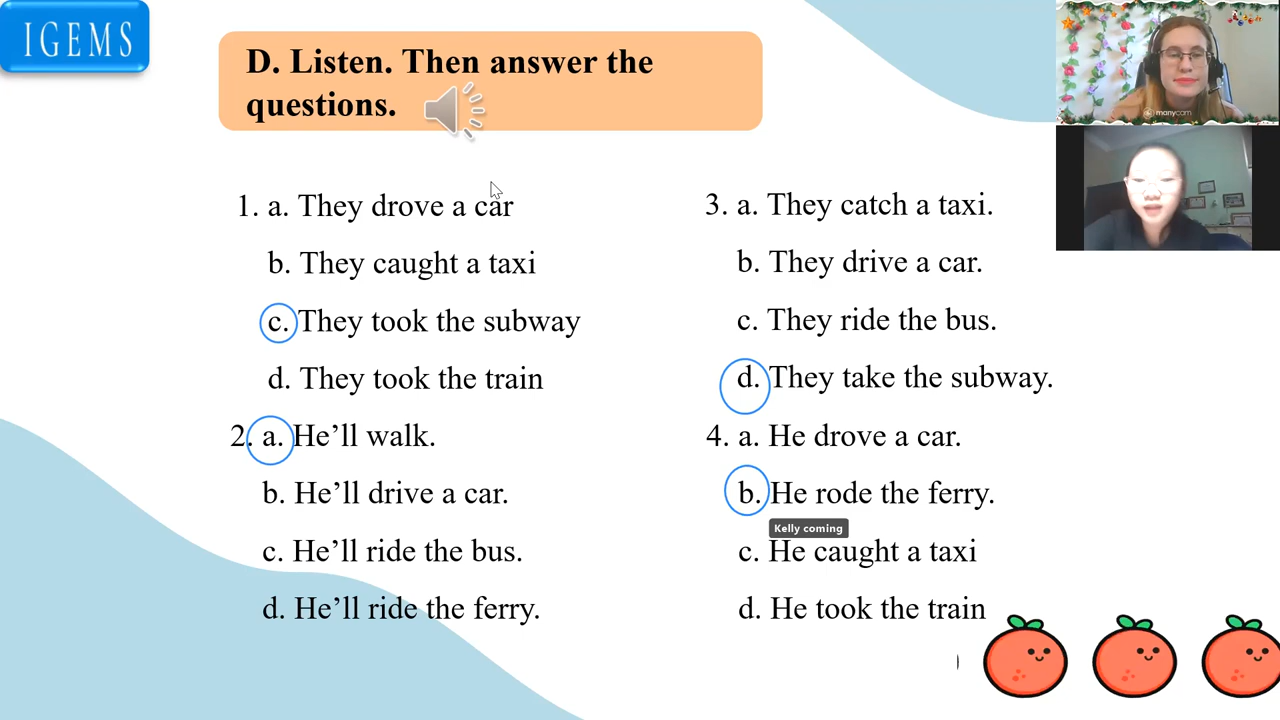 IGEMS
D. Listen. Then answer the
questions.
manycam
1. a. They drove a car
b. They caught a taxi
c. They took the subway
d. They took the train
2. a. He’ll walk.
b. He’ll drive a car.
c. He’ll ride the bus.
d. He’ll ride the ferry.
3. a. They catch a taxi.
b. They drive a car.
c. They ride the bus.
d. They take the subway.
4. a. He drove a car.
b. He rode the ferry.
Kelly coming
c. He caught a taxi
d. He took the train